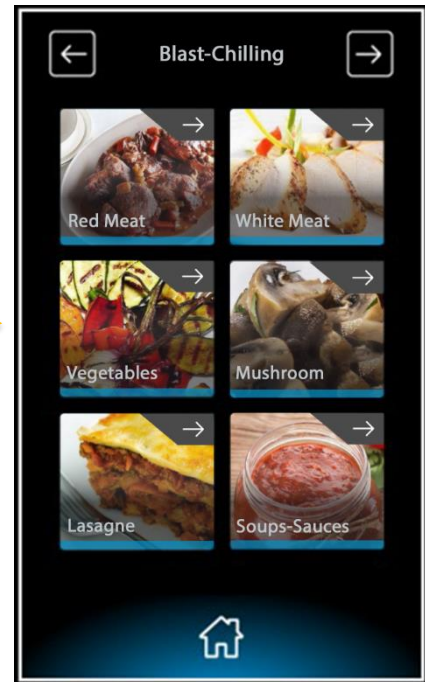 Blast-Chilling
Red Meat
White Meat
Vegetables
Mushroom
Lasagne
Soups-Sauces